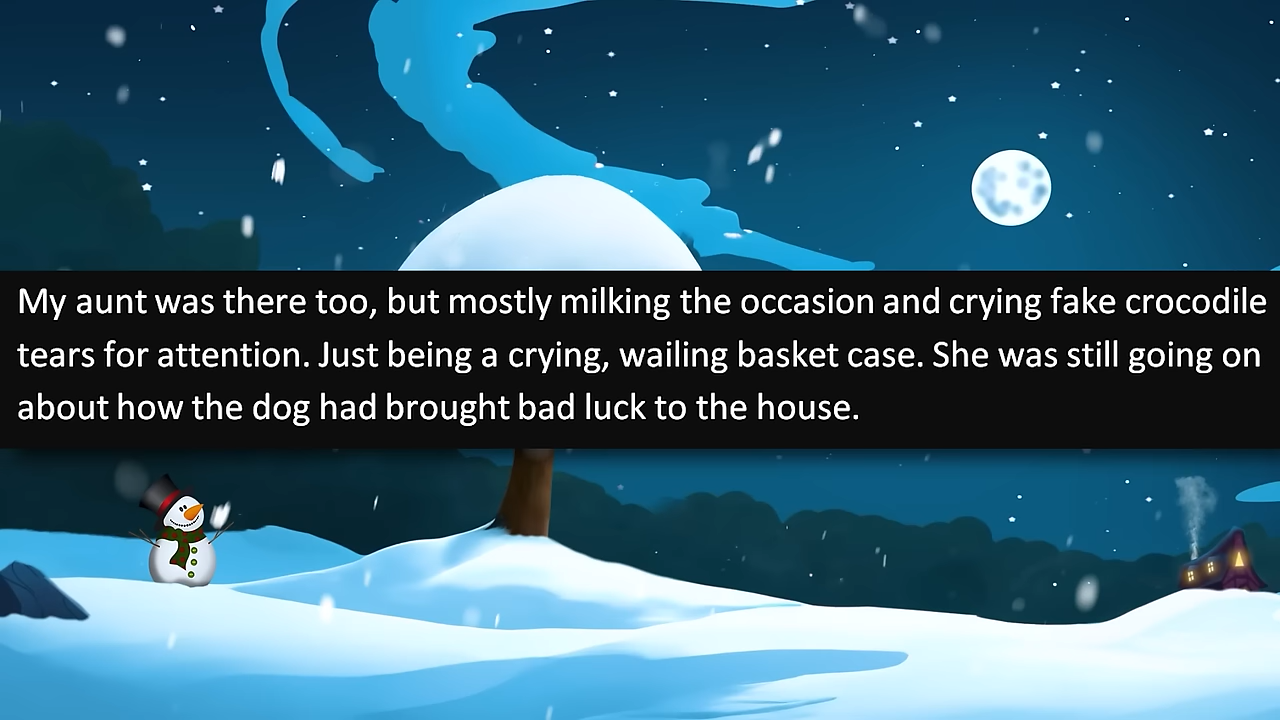 My aunt was there too, but mostly milking the occasion and crying fake crocodile
tears for attention. Just being a crying, wailing basket case. She was still going on
about how the dog had brought bad luck to the house.